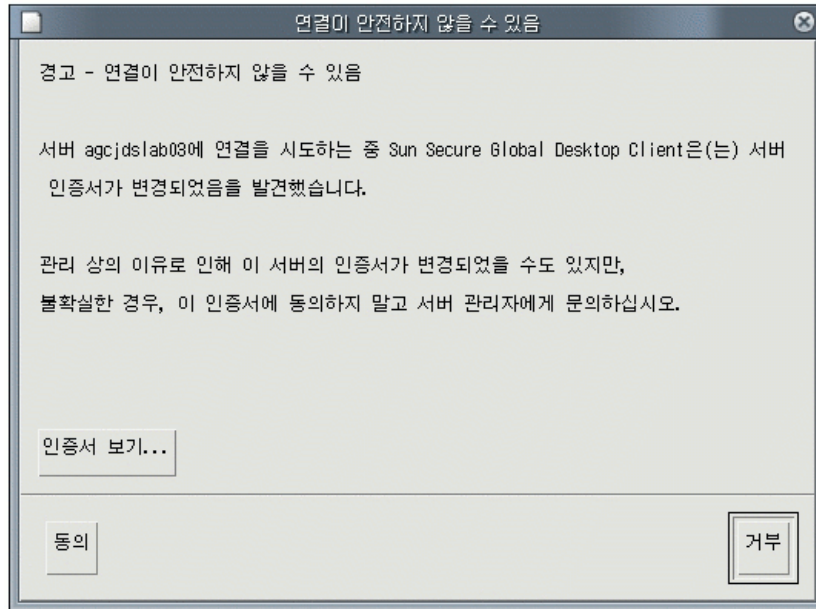 연결이 안전하지 않을 수 있음
경고 - 연결이 안전하지 않을 수 있음
서버 agcjdslab03에 연결을 시도하는 중 Sun Secure Global Desktop Client은(는) 서버
인증서가 변경되었음을 발견했습니다.
관리 상의 이유로 인해 이 서버의 인증서가 변경되었을 수도 있지만,
불확실한 경우, 이 인증서에 동의하지 말고 서버 관리자에게 문의하십시오.
인증서 보기...
동의
거부